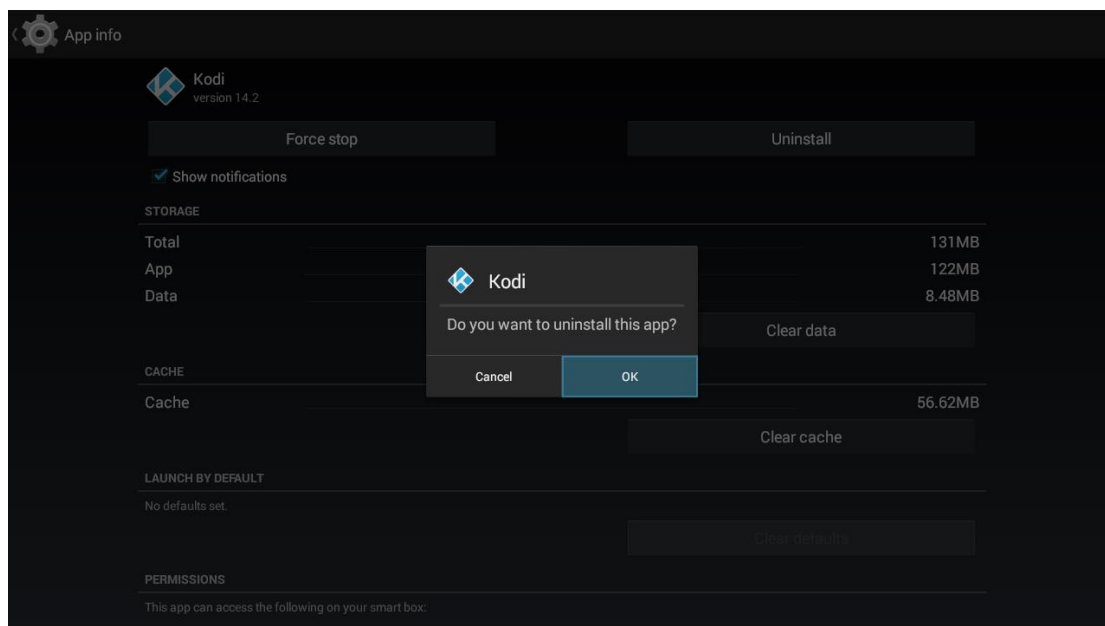 App info
Kodi
version 14.2
Force stop Uninstall
Show notifications
STORAGE
Total 131MB
App 122MB
Data 8.48MB
Kodi
Do you want to uninstall this app?
Clear data
Cancel OK
CACHE
Cache 56.62MB
Clear cache
LAUNCH BY DEFAULT
No defaults set.
Clear defaults
PERMISSIONS
This app can access the following on your smart box: